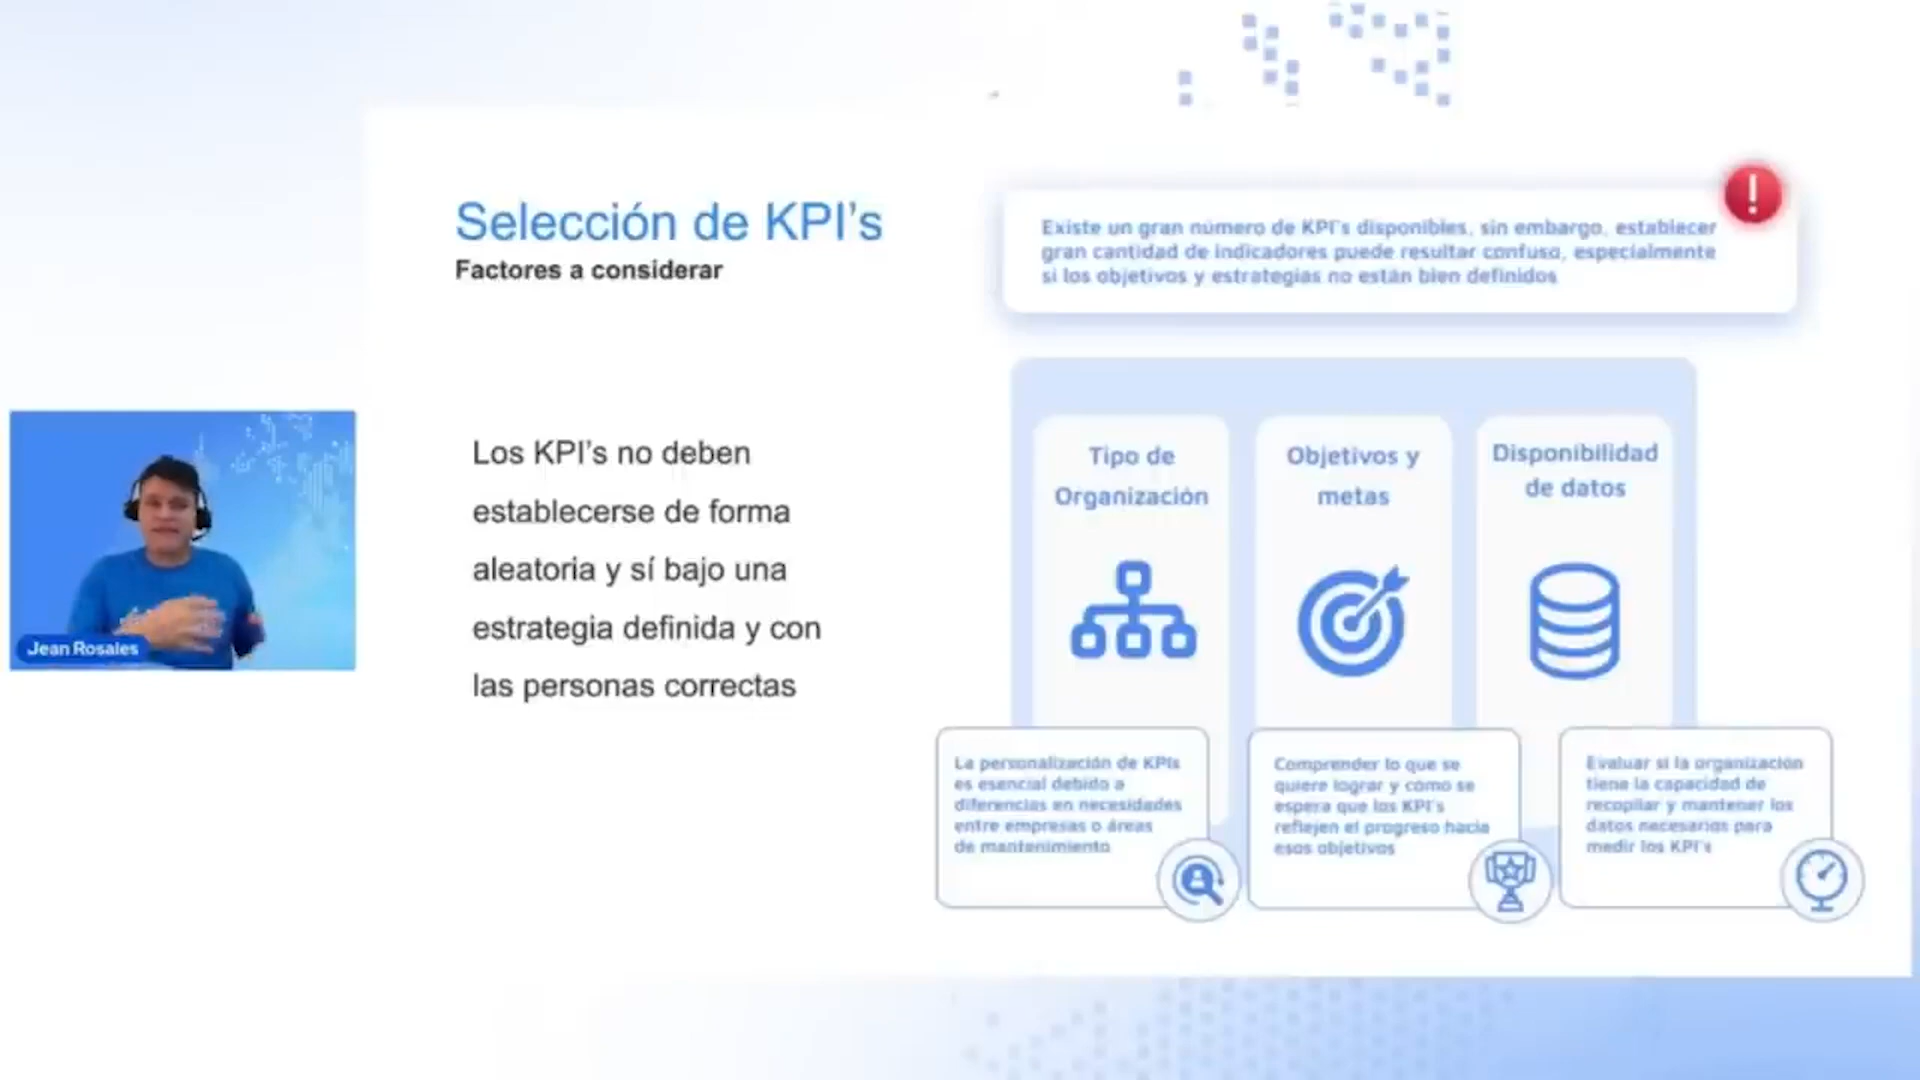 Selección de KPI's
Factores a considerar
Existe un gran número de KPI's disponibles, sin embargo, establecer
gran cantidad de indicadores puede resultar confuso, especialmente
si los objetivos y estrategias no están bien definidos
Los KPI's no deben
establecerse de forma
aleatoria y sí bajo una
estrategia definida y con
las personas correctas
Tipo de
Organización
Objetivos y
metas
Disponibilidad
de datos
La personalización de KPIs
es esencial debido a
diferencias en necesidades
entre empresas o áreas
de mantenimiento
Comprender lo que se
quiere lograr y cómo se
espera que los KPI's
reflejen el progreso hacia
esos objetivos
Evaluar si la organización
tiene la capacidad de
recopilar y mantener los
datos necesarios para
medir los KPI's
Jean Rosales